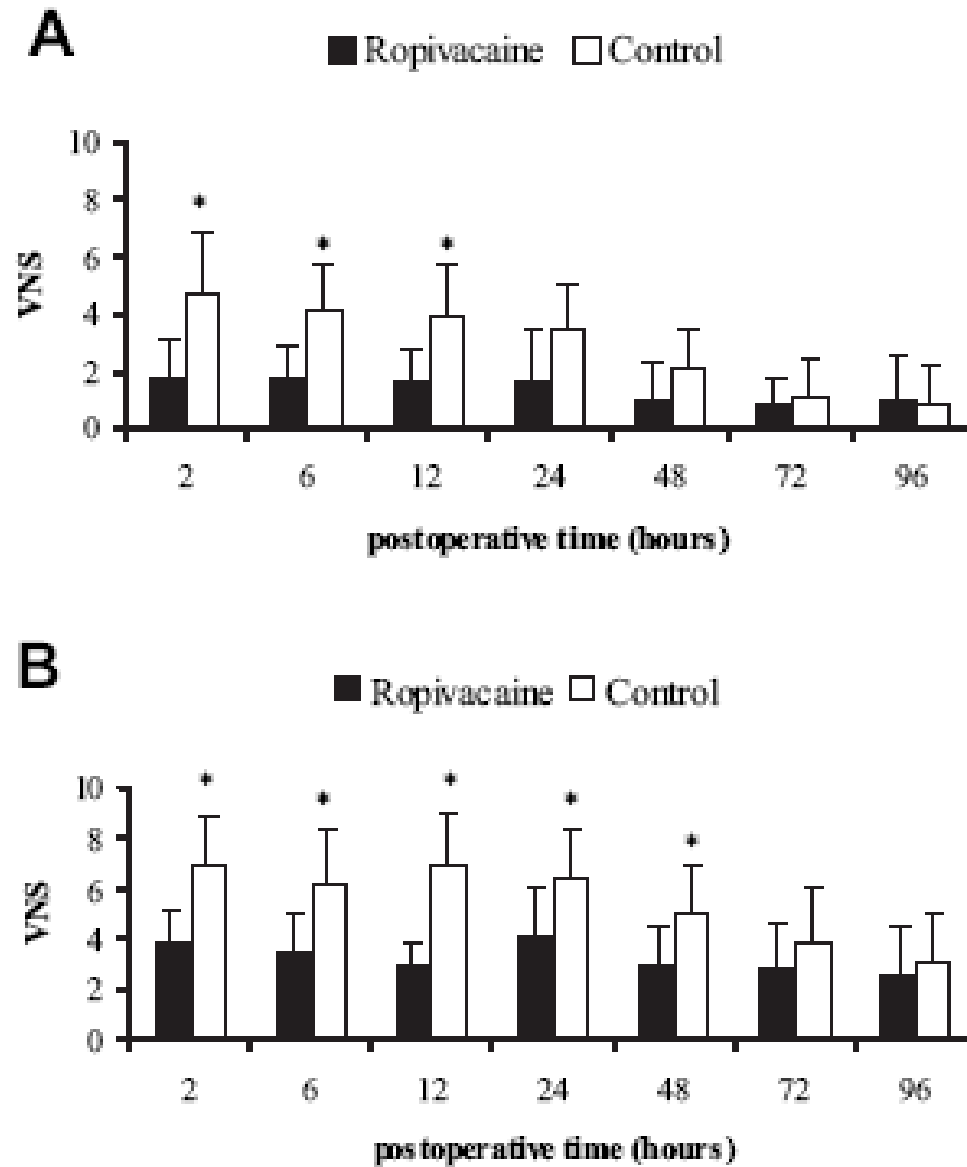 A
Ropivacaine Control
10
*
8
* *
6
VNS
4
2
0
2 6 12 24 48 72 96
postoperative time (hours)
B
Ropivacaine Control
* *
10
* *
8
*
6
VNS
4
2
0
2 6 12 24 48 72 96
postoperative time (hours)